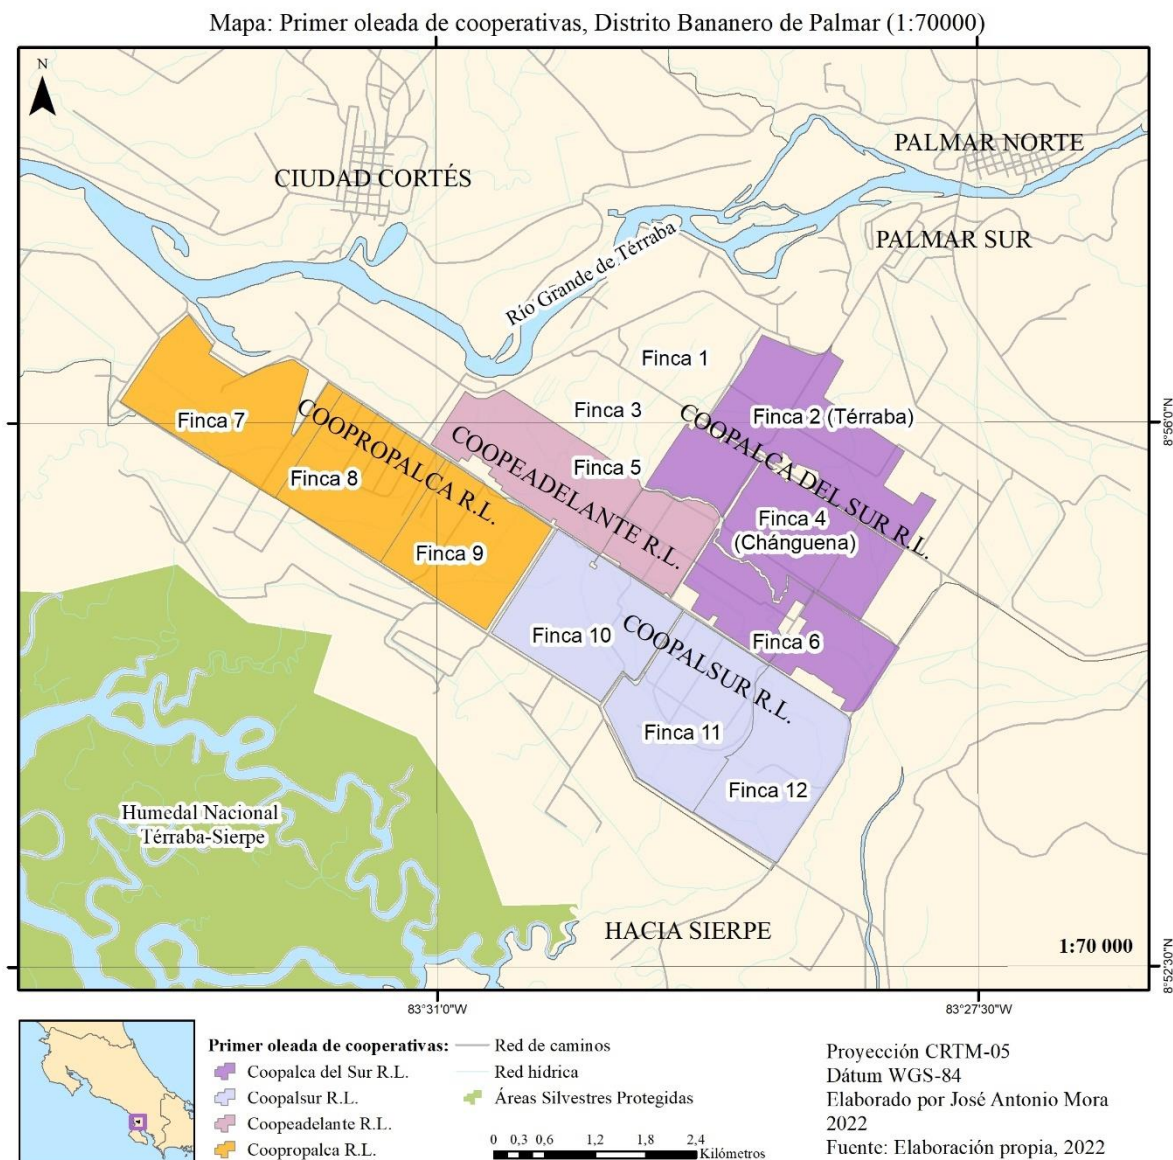 Mapa: Primer oleada de cooperativas, Distrito Bananero de Palmar (1:70000)
N
PALMAR NORTE
CIUDAD CORTÉS
PALMAR SUR
Río Grande de Térraba
Finca 1
Finca 3
Finca 2 (Térraba)
Finca 7
COOPROPALCA R.L.
COOPEADELANTE R.L.
COOPALCA DEL SUR R.L.
Finca 5
Finca 8
Finca 4
(Chánguena)
Finca 9
Finca 10
COOPALSUR R.L.
Finca 6
Finca 11
Finca 12
Humedal Nacional
Térraba-Sierpe
HACIA SIERPE
1:70 000
8°56'0"N
8°52'30"N
83°31'0"W
83°27'30"W
Primer oleada de cooperativas:
Coopalca del Sur R.L.
Coopalsur R.L.
Coopeadelante R.L.
Coopropalca R.L.
Red de caminos
Red hídrica
Áreas Silvestres Protegidas
0 0,3 0,6 1,2 1,8 2,4
Kilómetros
Proyección CRTM-05
Dátum WGS-84
Elaborado por José Antonio Mora
2022
Fuente: Elaboración propia, 2022